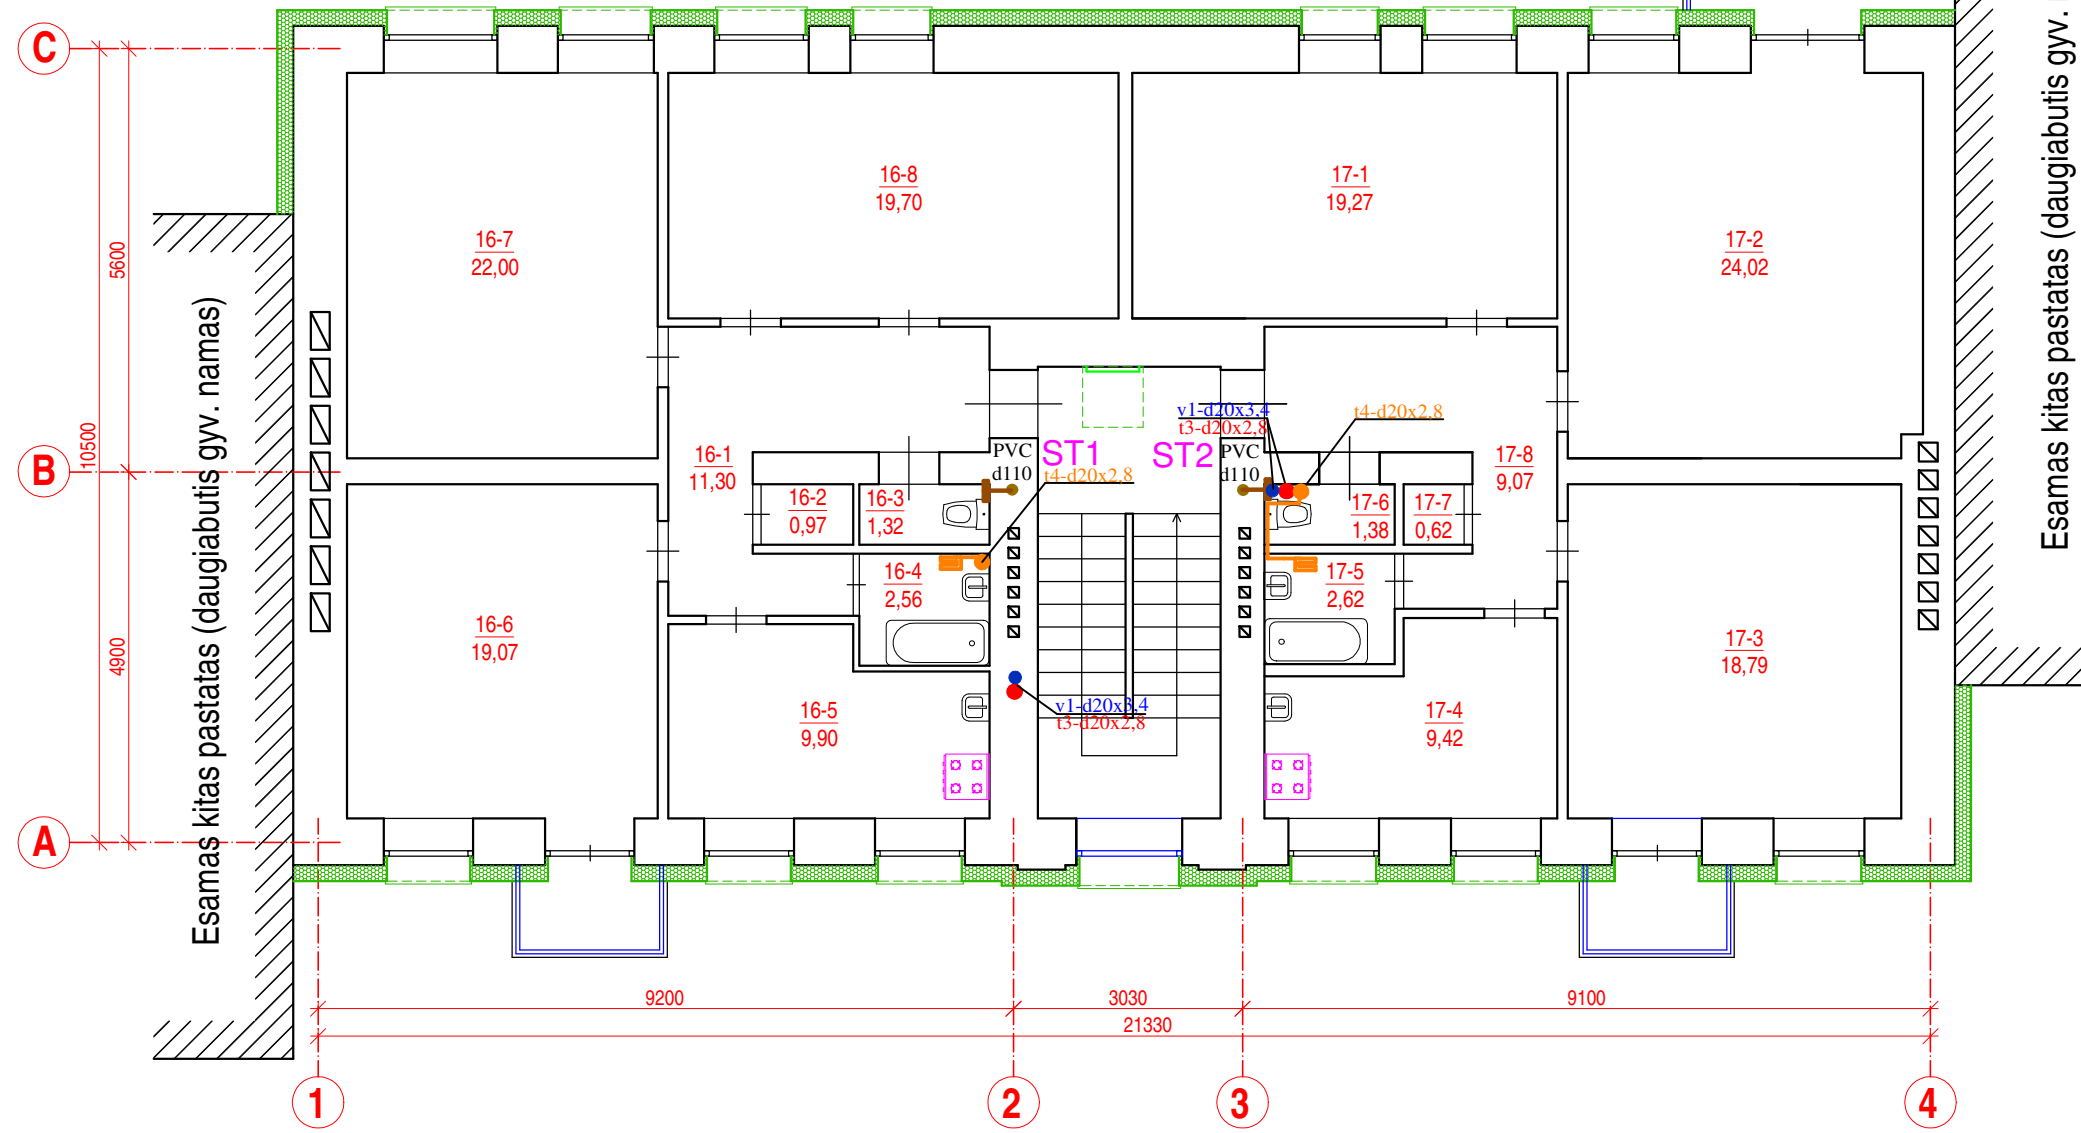 C
B
A
5600
10500
4900
Esamas kitas pastatas (daugiabutis gyv. namas)
16-7
22,00
16-8
19,70
17-1
19,27
17-2
24,02
v1-d20x3,4
t3-d20x2,8
t4-d20x2,8
PVC
d110
ST1
t4-d20x2,8
ST2
PVC
d110
16-1
11,30
16-2
0,97
16-3
1,32
17-6
1,38
17-7
0,62
17-8
9,07
16-4
2,56
17-5
2,62
16-6
19,07
16-5
9,90
v1-d20x3,4
t3-d20x2,8
17-4
9,42
17-3
18,79
Esamas kitas pastatas (daugiabutis gyv.
9200
3030
9100
21330
1
2
3
4